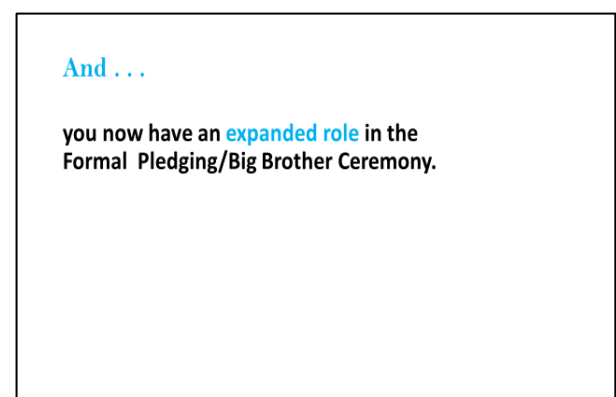 And . . .
you now have an expanded role in the
Formal  Pledging/Big Brother Ceremony.